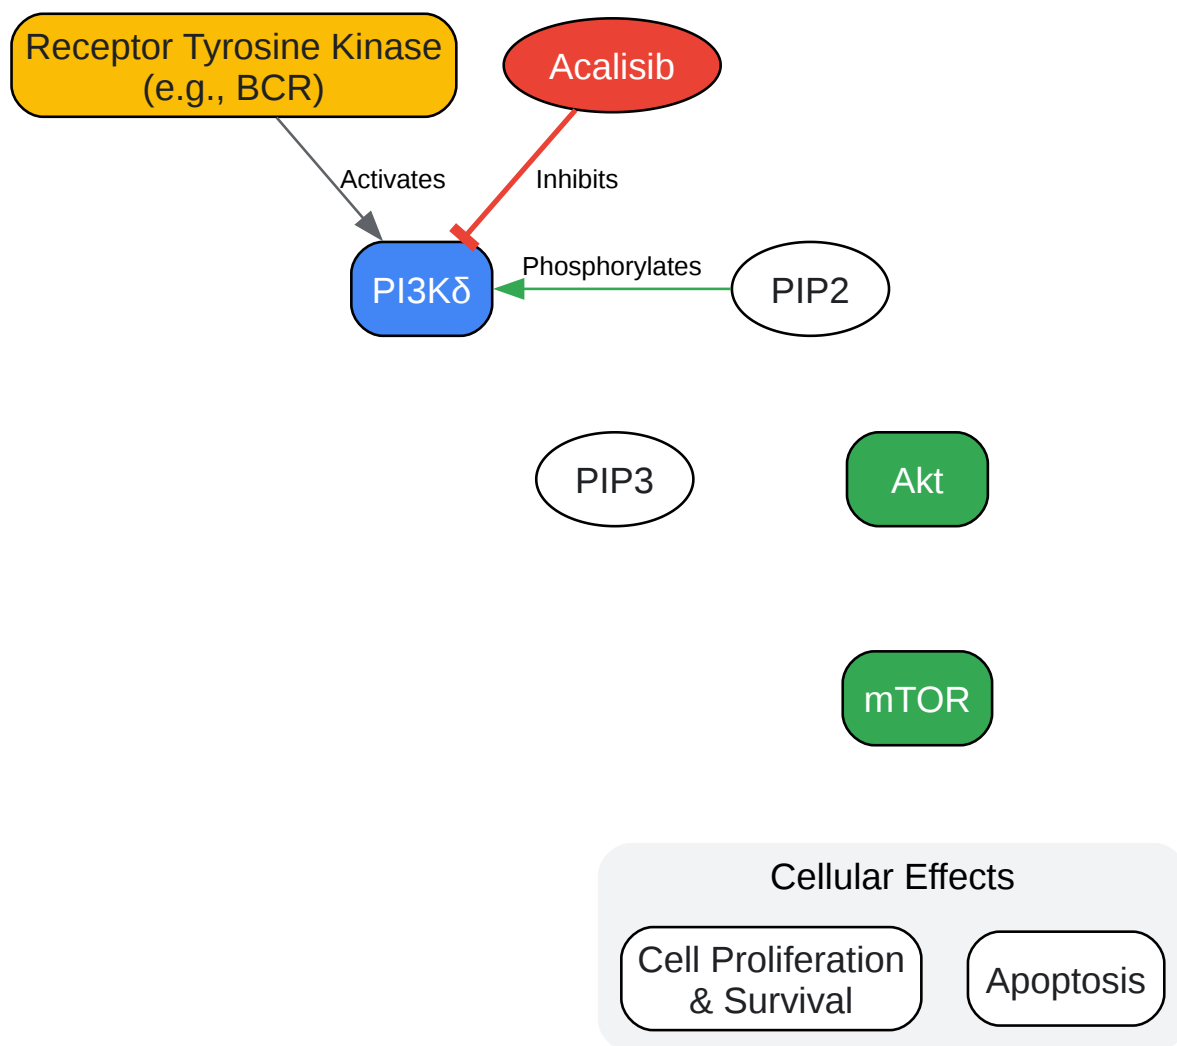 Receptor Tyrosine Kinase
(e.g., BCR)
Acalisib
Activates
Inhibits
PI3Kδ
Phosphorylates
PIP2
PIP3
Akt
mTOR
Cellular Effects
Cell Proliferation
& Survival
Apoptosis